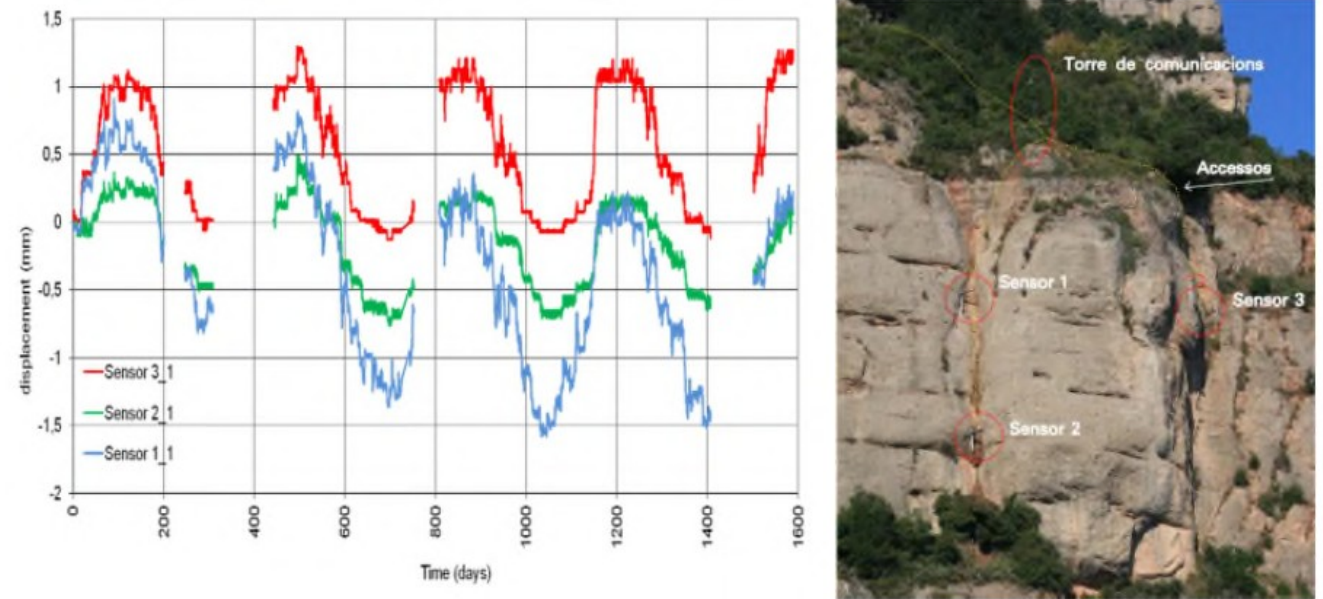 1,5
1
0,5
0
-0,5
-1
-1,5
-2
displacement (mm)
Sensor 3_1
Sensor 2_1
Sensor 1_1
0
200
400
600
800
1000
1200
1400
1600
Time (days)
Torre de comunicacions
Accessos
Sensor 1
Sensor 3
Sensor 2